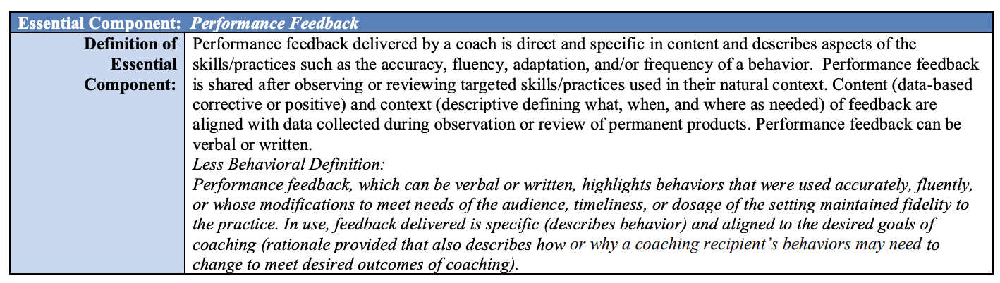 Essential Component: Performance Feedback
Definition of
Essential
Component:
Performance feedback delivered by a coach is direct and specific in content and describes aspects of the
skills/practices such as the accuracy, fluency, adaptation, and/or frequency of a behavior. Performance feedback
is shared after observing or reviewing targeted skills/practices used in their natural context. Content (data-based
corrective or positive) and context (descriptive defining what, when, and where as needed) of feedback are
aligned with data collected during observation or review of permanent products. Performance feedback can be
verbal or written.
Less Behavioral Definition:
Performance feedback, which can be verbal or written, highlights behaviors that were used accurately, fluently,
or whose modifications to meet needs of the audience, timeliness, or dosage of the setting maintained fidelity to
the practice. In use, feedback delivered is specific (describes behavior) and aligned to the desired goals of
coaching (rationale provided that also describes how or why a coaching recipient’s behaviors may need to
change to meet desired outcomes of coaching).